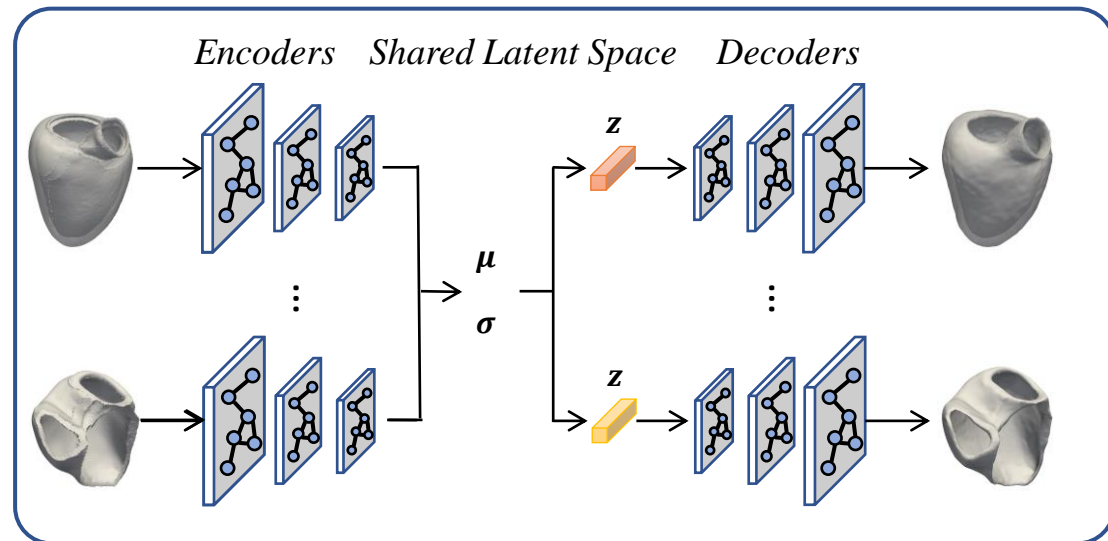 Encoders Shared Latent Space Decoders
z
μ
σ
⋮ ⋮
z